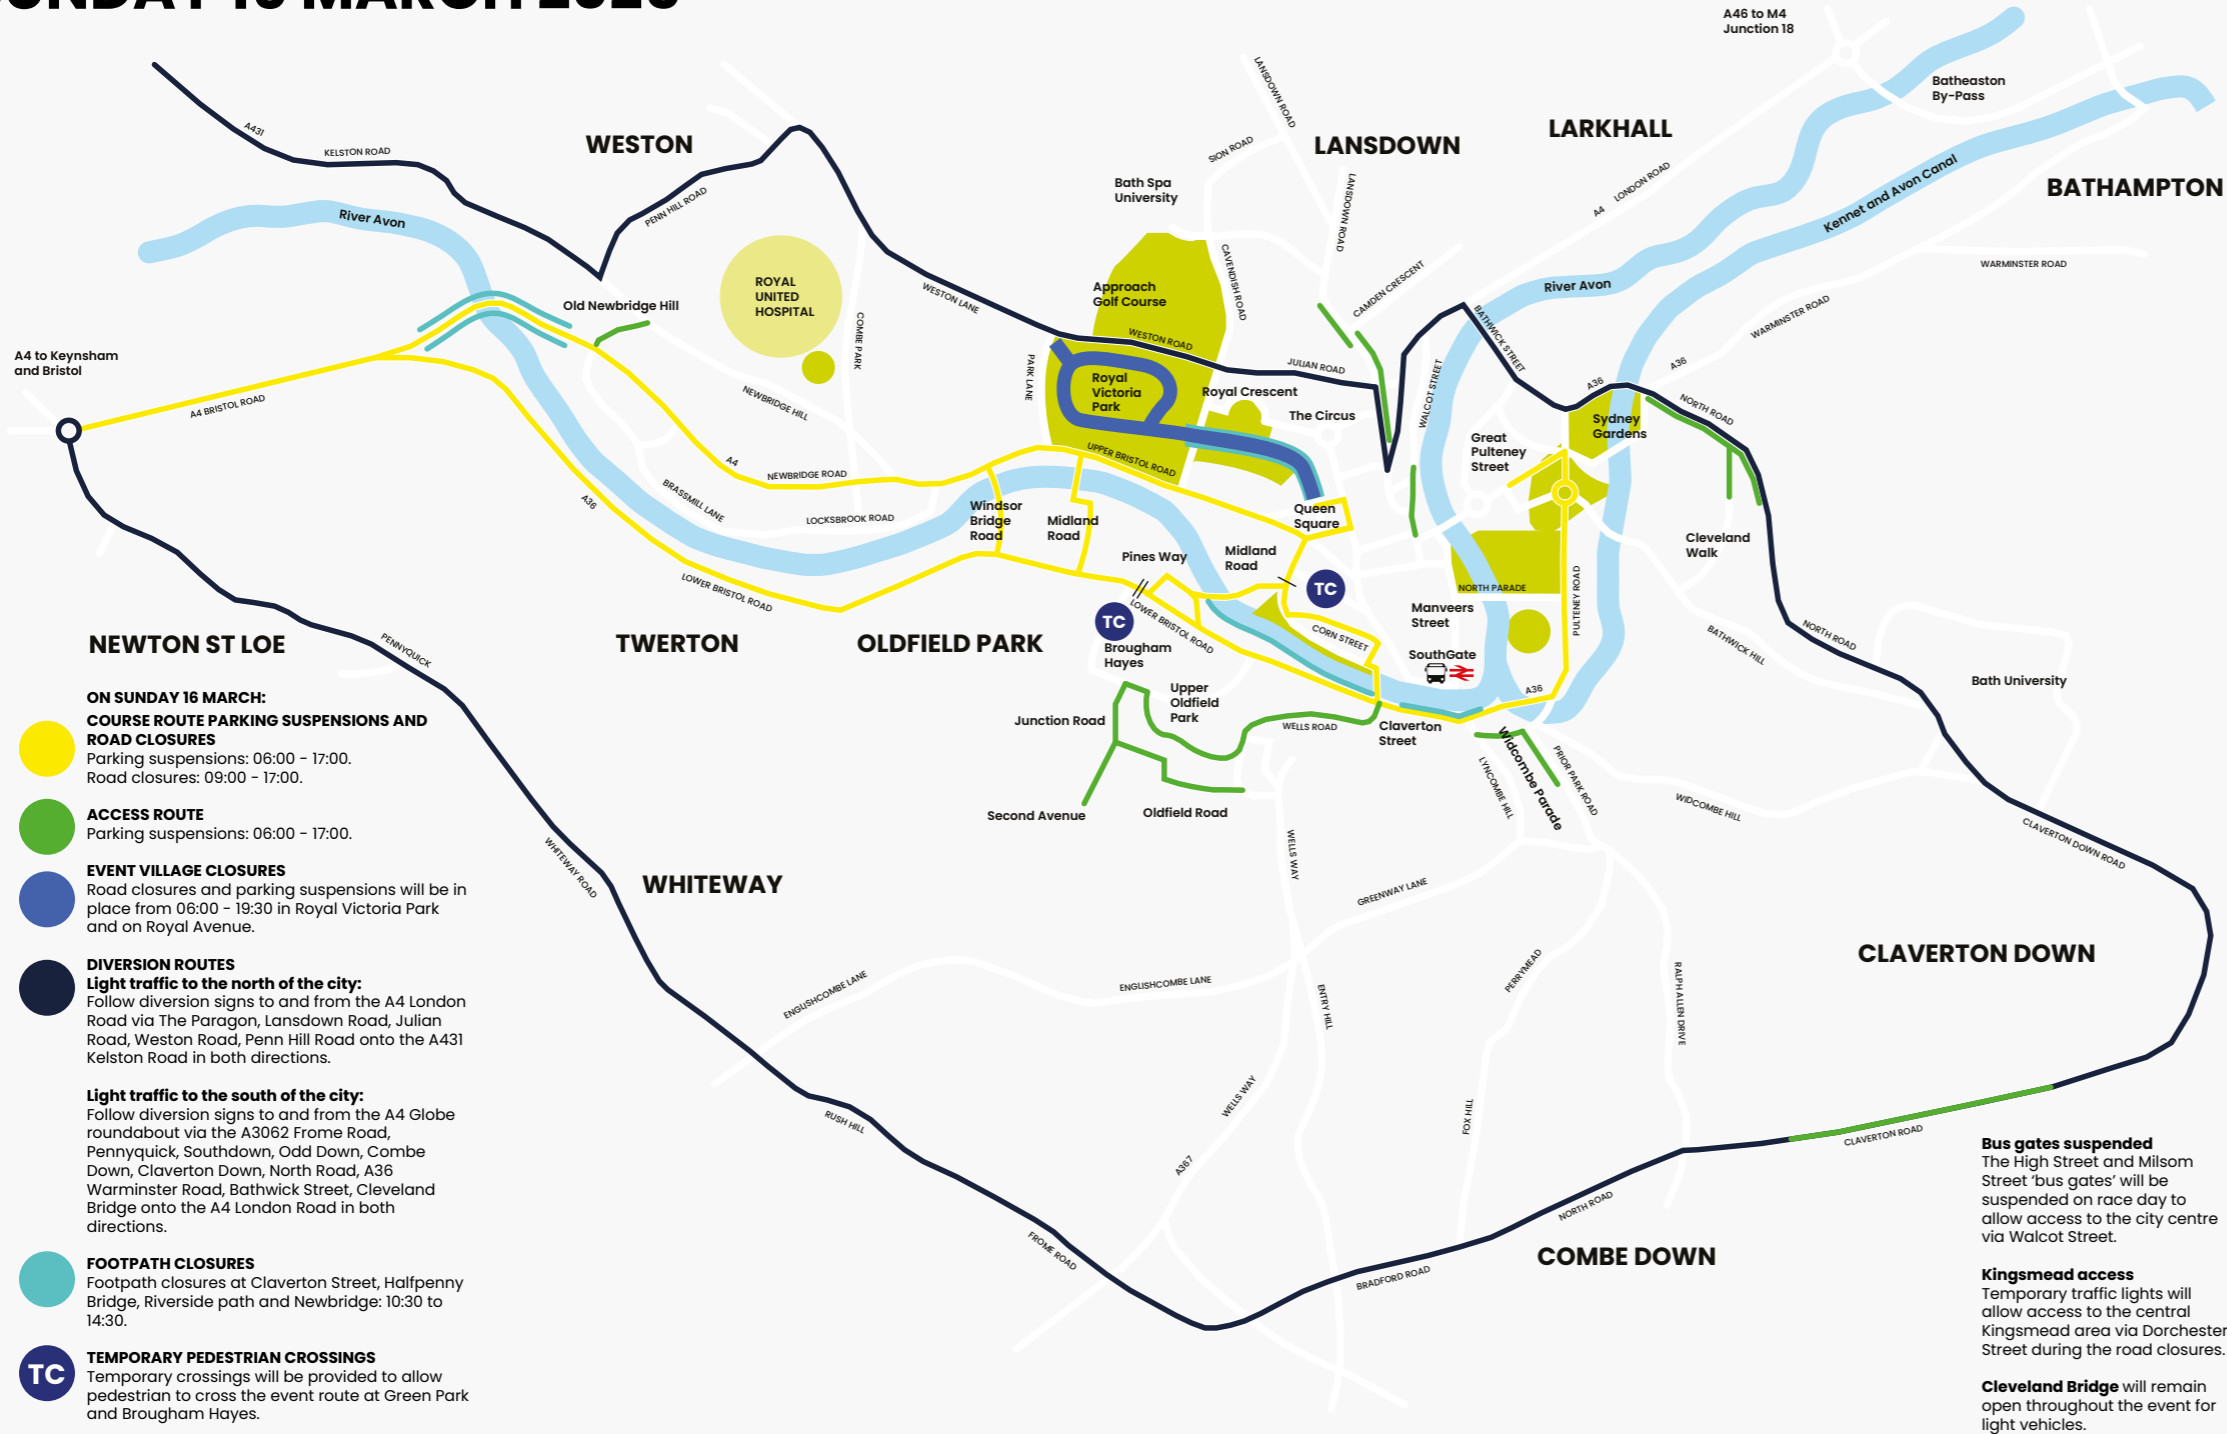 SUNDAY 16 MARCH 2025
A46 to M4
Junction 18
Batheaston
By-Pass
LANSDOWN ROAD
LARKHALL
WESTON
LANSDOWN
A431
KELSTON ROAD
SION ROAD
A4
LONDON ROAD
Kennet and Avon Canal
BATHAMPTON
Bath Spa
University
LANSDOWN ROAD
PENN HILL ROAD
River Avon
WARMINSTER ROAD
CAVENDISH ROAD
CAMDEN CRESCENT
River Avon
ROYAL
UNITED
HOSPITAL
Approach
Golf Course
WESTON LANE
Old Newbridge Hill
COMBE PARK
WARMINSTER ROAD
BATHWICK STREET
A4 to Keynsham
and Bristol
WESTON ROAD
JULIAN ROAD
A36
A36
PARK LANE
Royal
Victoria
Park
Royal Crescent
WALCOT STREET
NEWBRIDGE HILL
The Circus
NORTH ROAD
A4 BRISTOL ROAD
Sydney
Gardens
Great
Pulteney
Street
UPPER BRISTOL ROAD
A4
NEWBRIDGE ROAD
A36
BRASSMILL LANE
LOCKSBROOK ROAD
Windsor
Bridge
Road
Midland
Road
Queen
Square
Cleveland
Walk
Pines Way
Midland
Road
TC
NORTH PARADE
LOWER BRISTOL ROAD
PULTENEY ROAD
TC
LOWER BRISTOL ROAD
Manveers
Street
CORN STREET
NEWTON ST LOE
PENNYQUICK
TWERTON
OLDFIELD PARK
Brougham
Hayes
SouthGate
BATHWICK HILL
NORTH ROAD
Bath University
A36
Upper
Oldfield
Park
Junction Road
WELLS ROAD
Claverton
Street
Widcombe Parade
LYNCOMBE HILL
PRIOR PARK ROAD
Second Avenue
Oldfield Road
WIDCOMBE HILL
CLAVERTON DOWN ROAD
WELLS WAY
WHITEWAY ROAD
WHITEWAY
GREENWAY LANE
CLAVERTON DOWN
ENGLISHCOMBE LANE
ENGLISHCOMBE LANE
ENTRY HILL
PERRYMEAD
RALPH ALLEN DRIVE
WELLS WAY
RUSH HILL
FOX HILL
A367
CLAVERTON ROAD
NORTH ROAD
FROME ROAD
BRADFORD ROAD
COMBE DOWN
ON SUNDAY 16 MARCH:
COURSE ROUTE PARKING SUSPENSIONS AND
ROAD CLOSURES
Parking suspensions: 06:00 - 17:00.
Road closures: 09:00 - 17:00.
ACCESS ROUTE
Parking suspensions: 06:00 - 17:00.
EVENT VILLAGE CLOSURES
Road closures and parking suspensions will be in
place from 06:00 - 19:30 in Royal Victoria Park
and on Royal Avenue.
DIVERSION ROUTES
Light traffic to the north of the city:
Follow diversion signs to and from the A4 London
Road via The Paragon, Lansdown Road, Julian
Road, Weston Road, Penn Hill Road onto the A431
Kelston Road in both directions.
Light traffic to the south of the city:
Follow diversion signs to and from the A4 Globe
roundabout via the A3062 Frome Road,
Pennyquick, Southdown, Odd Down, Combe
Down, Claverton Down, North Road, A36
Warminster Road, Bathwick Street, Cleveland
Bridge onto the A4 London Road in both
directions.
FOOTPATH CLOSURES
Footpath closures at Claverton Street, Halfpenny
Bridge, Riverside path and Newbridge: 10:30 to
14:30.
TC
TEMPORARY PEDESTRIAN CROSSINGS
Temporary crossings will be provided to allow
pedestrian to cross the event route at Green Park
and Brougham Hayes.
Bus gates suspended
The High Street and Milsom
Street ‘bus gates’ will be
suspended on race day to
allow access to the city centre
via Walcot Street.
Kingsmead access
Temporary traffic lights will
allow access to the central
Kingsmead area via Dorchester
Street during the road closures.
Cleveland Bridge will remain
open throughout the event for
light vehicles.